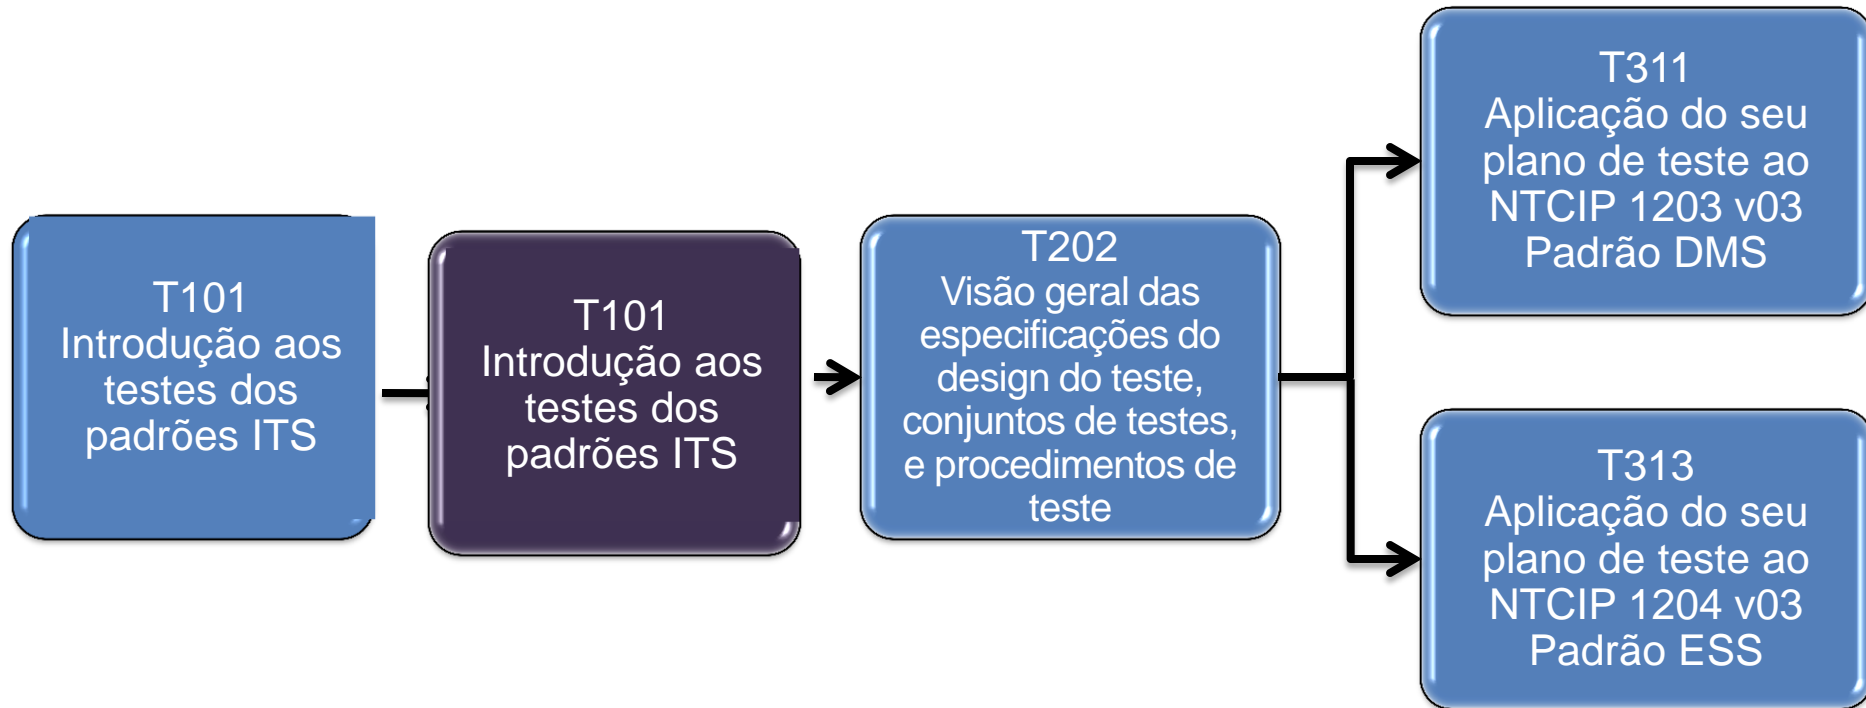 T101
Introdução aos
testes dos
padrões ITS
T101
Introdução aos
testes dos
padrões ITS
T202
Visão geral das
especificações do
design do teste,
conjuntos de testes,
e procedimentos de
teste
T311
Aplicação do seu
plano de teste ao
NTCIP 1203 v03
Padrão DMS
T313
Aplicação do seu
plano de teste ao
NTCIP 1204 v03
Padrão ESS